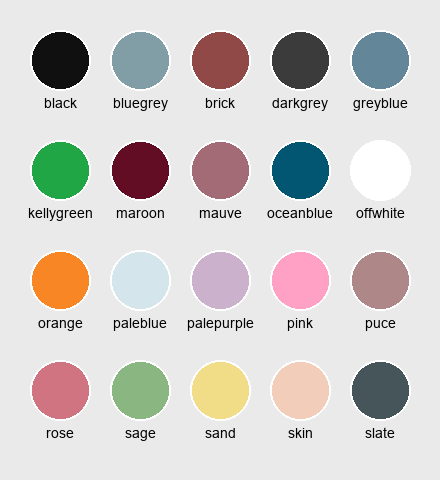 black bluegrey brick darkgrey greyblue
kellygreen maroon mauve oceanblue offwhite
orange paleblue palepurple pink puce
rose sage sand skin slate